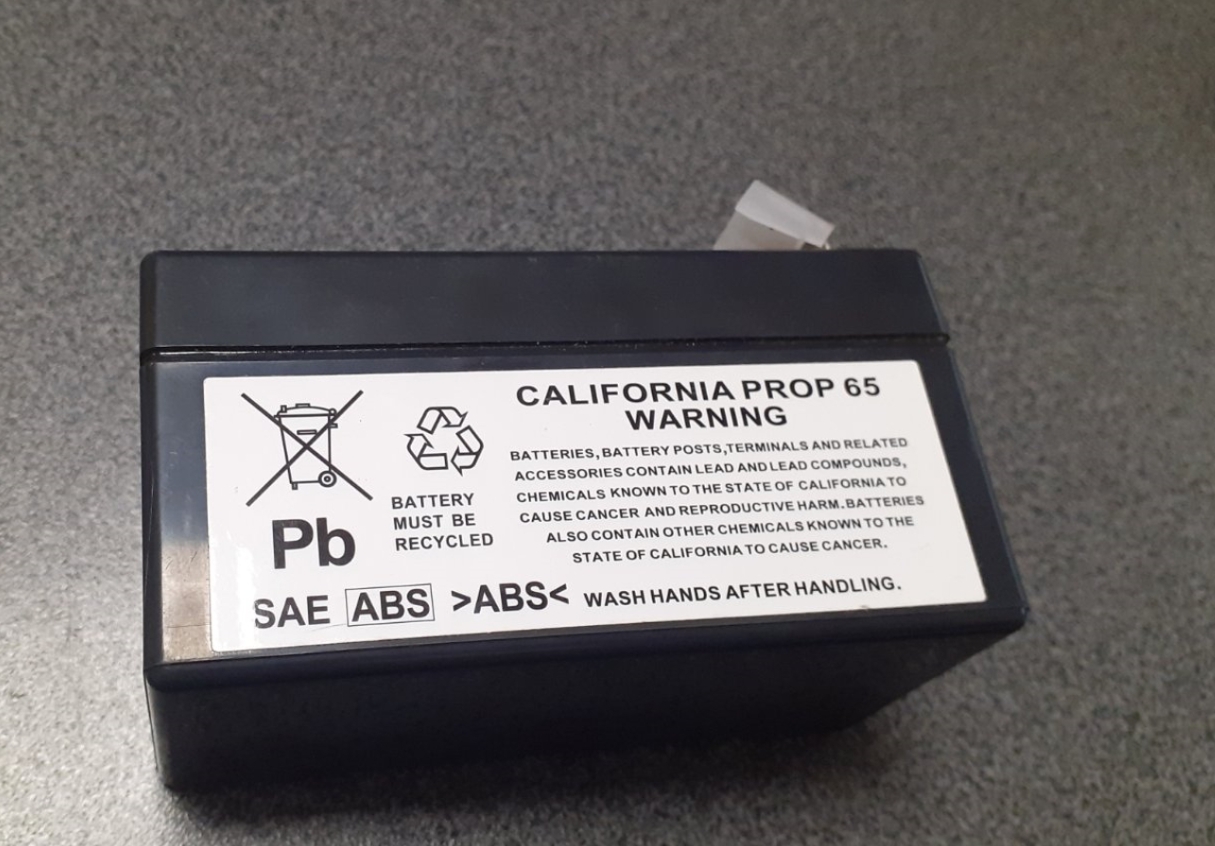 CALIFORNIA PROP 65
WARNING
BATTERIES, BATTERY POSTS, TERMINALS AND RELATED
ACCESSORIES CONTAIN LEAD AND LEAD COMPOUNDS,
CHEMICALS KNOWN TO THE STATE OF CALIFORNIA TO
CAUSE CANCER AND REPRODUCTIVE HARM. BATTERIES
ALSO CONTAIN OTHER CHEMICALS KNOWN TO THE
STATE OF CALIFORNIA TO CAUSE CANCER.
BATTERY
MUST BE
RECYCLED
Pb
SAE ABS >ABS< WASH HANDS AFTER HANDLING.